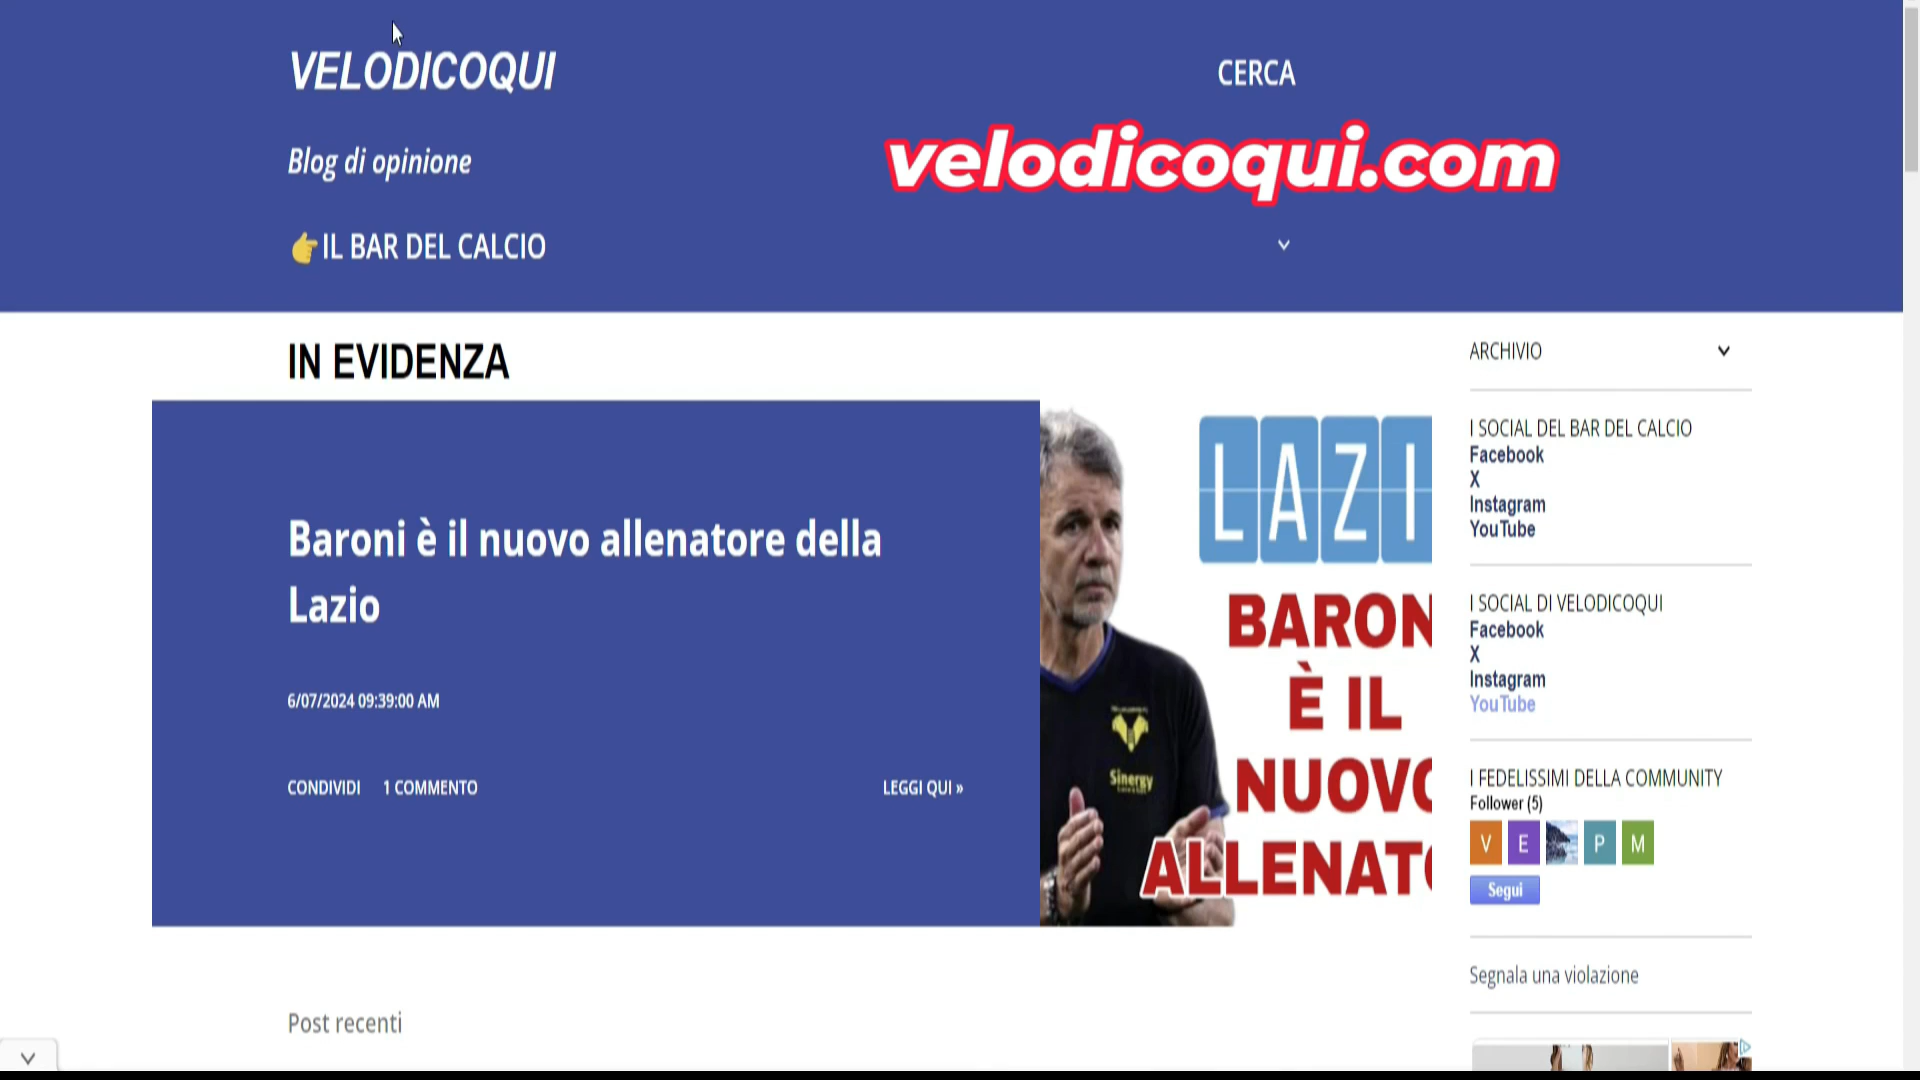 VELODICOQUI
CERCA
Blog di opinione
velodicoqui.com
👉IL BAR DEL CALCIO
IN EVIDENZA
Baroni è il nuovo allenatore della
Lazio
6/07/2024 09:39:00 AM
CONDIVIDI
1 COMMENTO
LEGGI QUI »
LAZI
BARON
È IL
NUOVO
ALLENATO
Sinergy
Post recenti
ARCHIVIO
I SOCIAL DEL BAR DEL CALCIO
Facebook
X
Instagram
YouTube
I SOCIAL DI VELODICOQUI
Facebook
X
Instagram
YouTube
I FEDELISSIMI DELLA COMMUNITY
Follower (5)
V E P M
Segui
Segnala una violazione